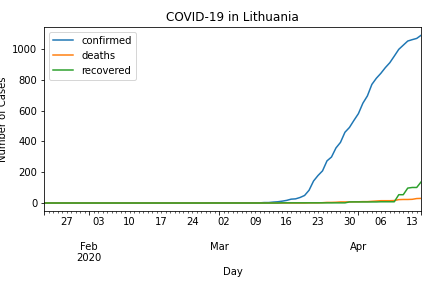 COVID-19 in Lithuania
confirmed
deaths
recovered
1000
800
600
400
200
0
Number of Cases
27 03 10 17 24 02 09 16 23 30 06 13
Feb Mar Apr
2020
Day